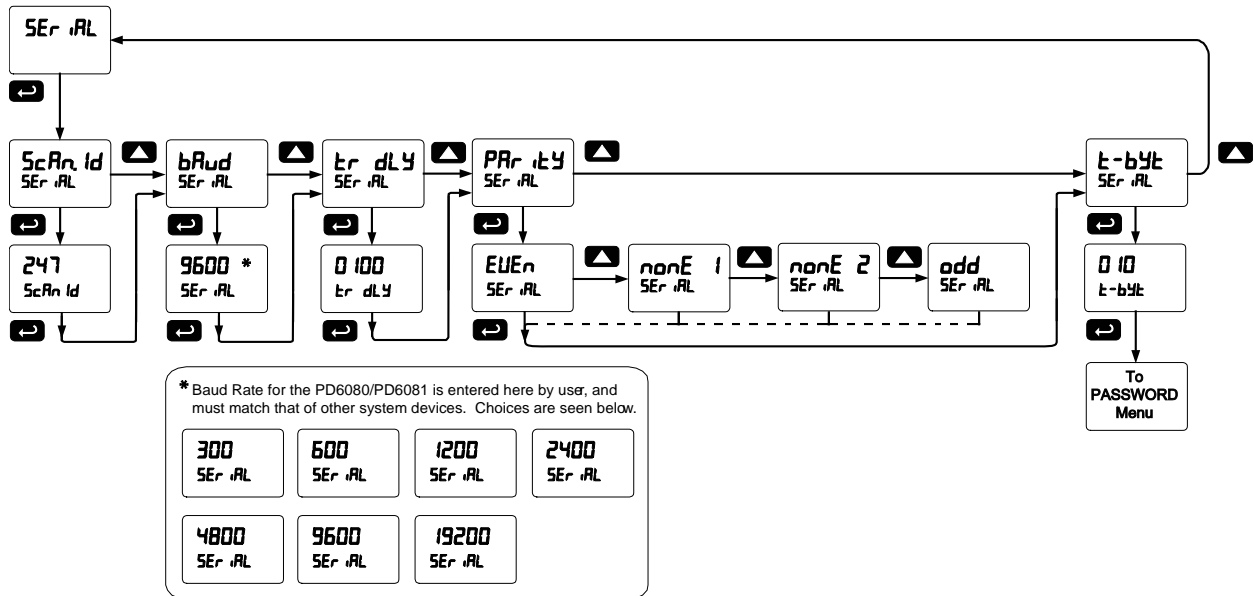 SEr iAL
ScAn. Id
SEr iAL
bAud
SEr iAL
tr dLY
SEr iAL
PAr itY
SEr iAL
t-bYt
SEr iAL
247
ScAn Id
9600 *
SEr iAL
0 100
tr dLY
EUEn
SEr iAL
nonE 1
SEr iAL
nonE 2
SEr iAL
odd
SEr iAL
0 10
t-bYt
To
PASSWORD
Menu
* Baud Rate for the PD6080/PD6081 is entered here by user, and
must match that of other system devices. Choices are seen below.
300
SEr iAL
600
SEr iAL
1200
SEr iAL
2400
SEr iAL
4800
SEr iAL
9600
SEr iAL
19200
SEr iAL